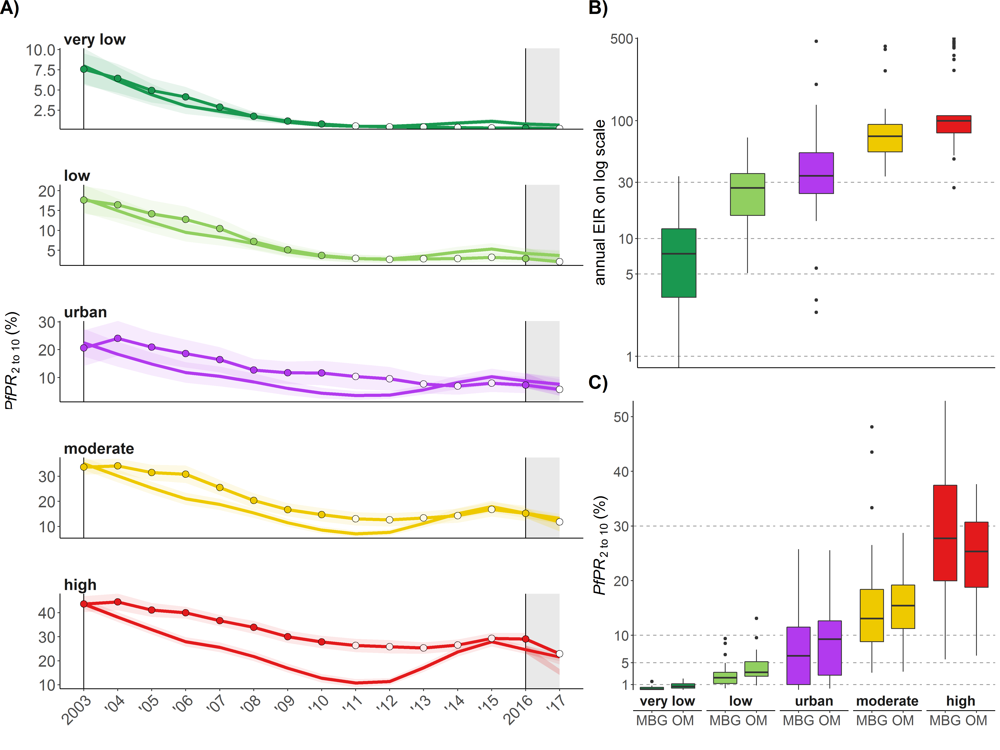 A)
very low
10.0
7.5
5.0
2.5
low
20
15
10
5
urban
30
20
10
PfPR2 to 10 (%)
moderate
30
20
10
high
40
30
20
10
2003 '04 '05 '06 '07 '08 '09 '10 '11 '12 '13 '14 '15 2016 '17
B)
annual EIR on log scale
500
100
30
10
5
1
C)
PfPR2 to 10 (%)
50
40
30
20
10
5
1
very low low urban moderate high
MBG OM MBG OM MBG OM MBG OM MBG OM